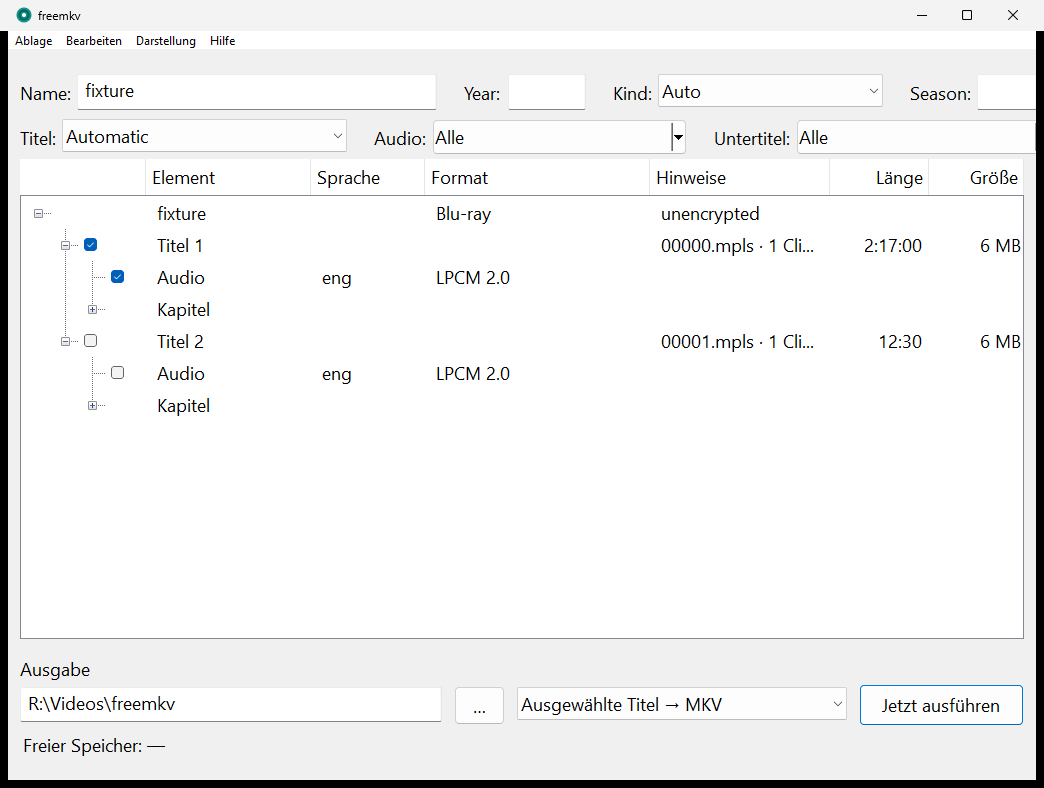 freemkv
Ablage Bearbeiten Darstellung Hilfe
Name: fixture Year: Kind: Auto Season:
Titel: Automatic Audio: Alle Untertitel: Alle
Element Sprache Format Hinweise Länge Größe
fixture Blu-ray unencrypted
Titel 1 00000.mpls · 1 Cli... 2:17:00 6 MB
Audio eng LPCM 2.0
Kapitel
Titel 2 00001.mpls · 1 Cli... 12:30 6 MB
Audio eng LPCM 2.0
Kapitel
Ausgabe
R:\Videos\freemkv ... Ausgewählte Titel → MKV Jetzt ausführen
Freier Speicher: —